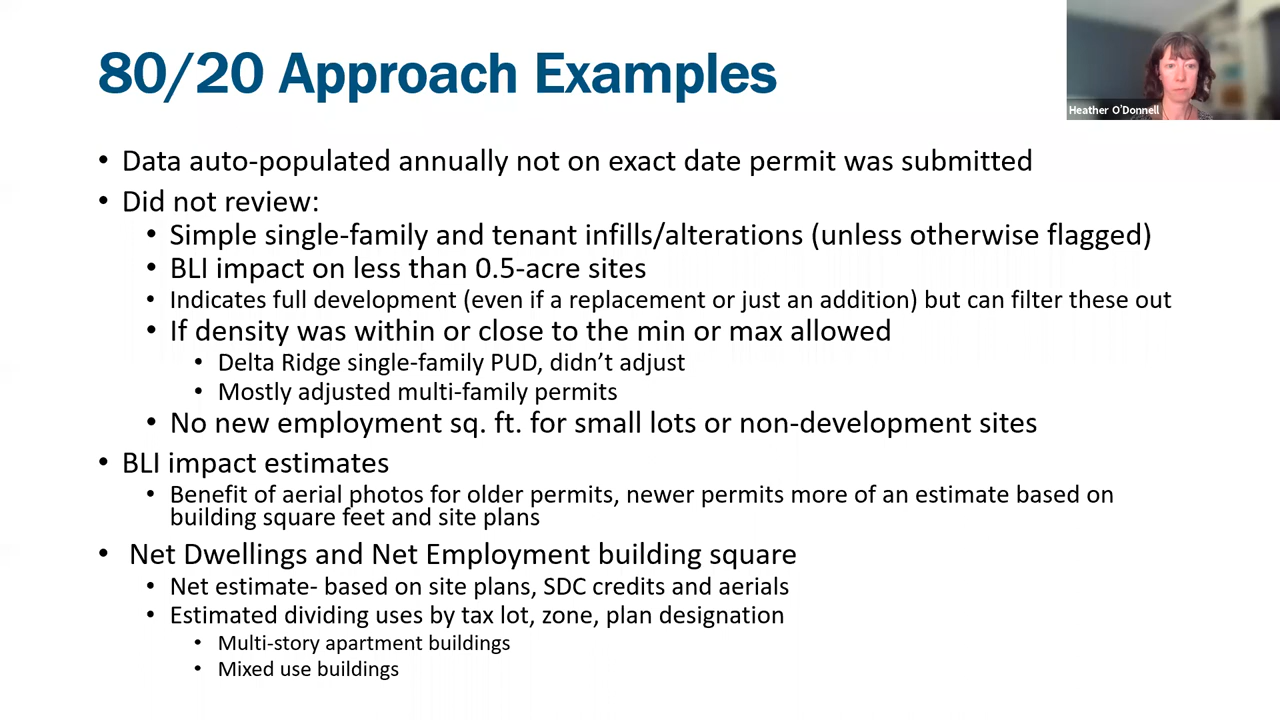 80/20 Approach Examples
Heather O'Donnell
• Data auto-populated annually not on exact date permit was submitted
• Did not review:
• Simple single-family and tenant infills/alterations (unless otherwise flagged)
• BLI impact on less than 0.5-acre sites
• Indicates full development (even if a replacement or just an addition) but can filter these out
• If density was within or close to the min or max allowed
• Delta Ridge single-family PUD, didn’t adjust
• Mostly adjusted multi-family permits
• No new employment sq. ft. for small lots or non-development sites
• BLI impact estimates
• Benefit of aerial photos for older permits, newer permits more of an estimate based on
building square feet and site plans
• Net Dwellings and Net Employment building square
• Net estimate- based on site plans, SDC credits and aerials
• Estimated dividing uses by tax lot, zone, plan designation
• Multi-story apartment buildings
• Mixed use buildings